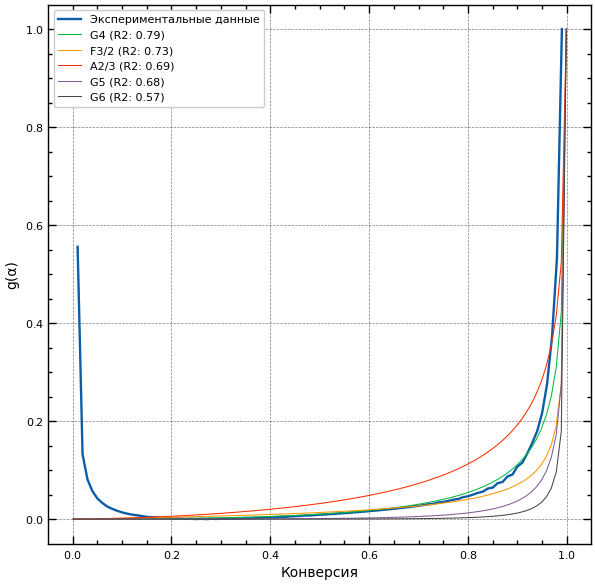 Экспериментальные данные
G4 (R2: 0.79)
F3/2 (R2: 0.73)
A2/3 (R2: 0.69)
G5 (R2: 0.68)
G6 (R2: 0.57)
1.0
0.8
0.6
0.4
0.2
0.0
g(α)
0.0 0.2 0.4 0.6 0.8 1.0
Конверсия